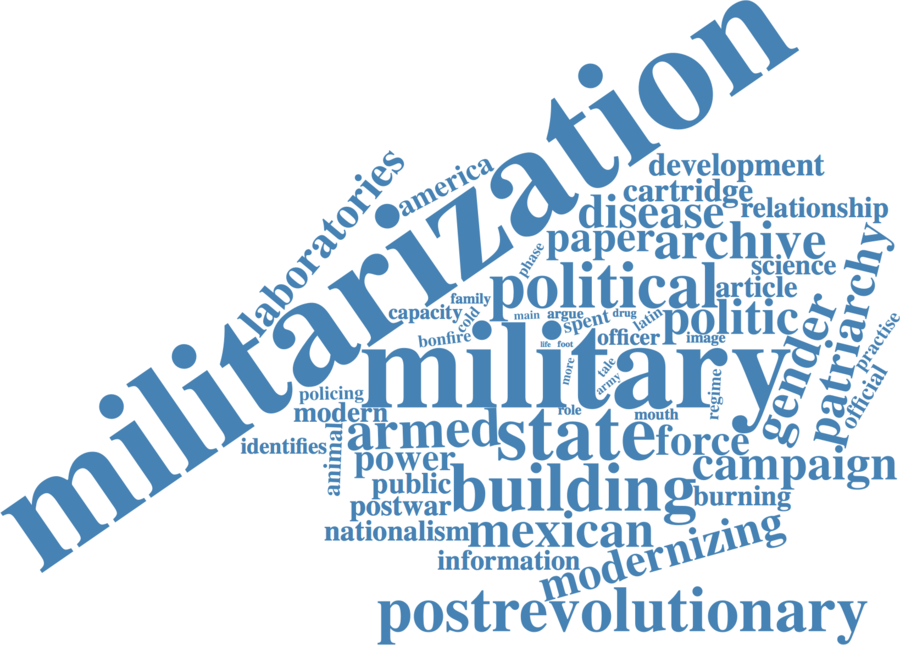 militarization
development
laboratories
america
cartridge
disease
relationship
paper
archive
phase
science
political
article
patriarchy
family
capacity
cold
main
argue
spent
drug
latin
politic
gender
practise
bonfire
life
foot
officer
image
military
more
tale
army
regime
official
policing
modern
role
mouth
armed
state
force
identifies
animal
power
campaign
public
building
burning
postwar
nationalism
mexican
modernizing
information
postrevolutionary